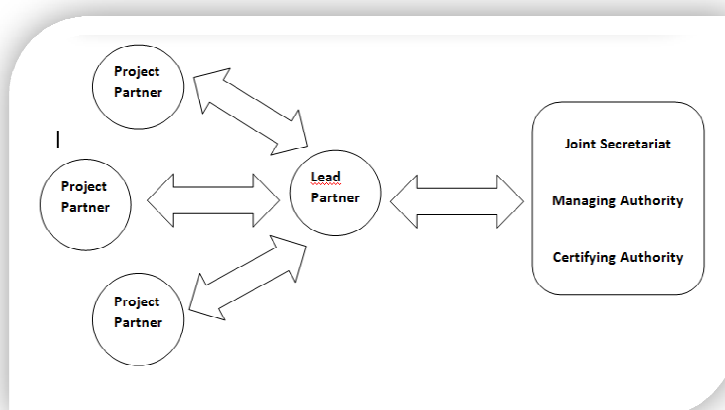 Project
Partner
Project
Partner
Project
Partner
Lead
Partner
Joint Secretariat
Managing Authority
Certifying Authority